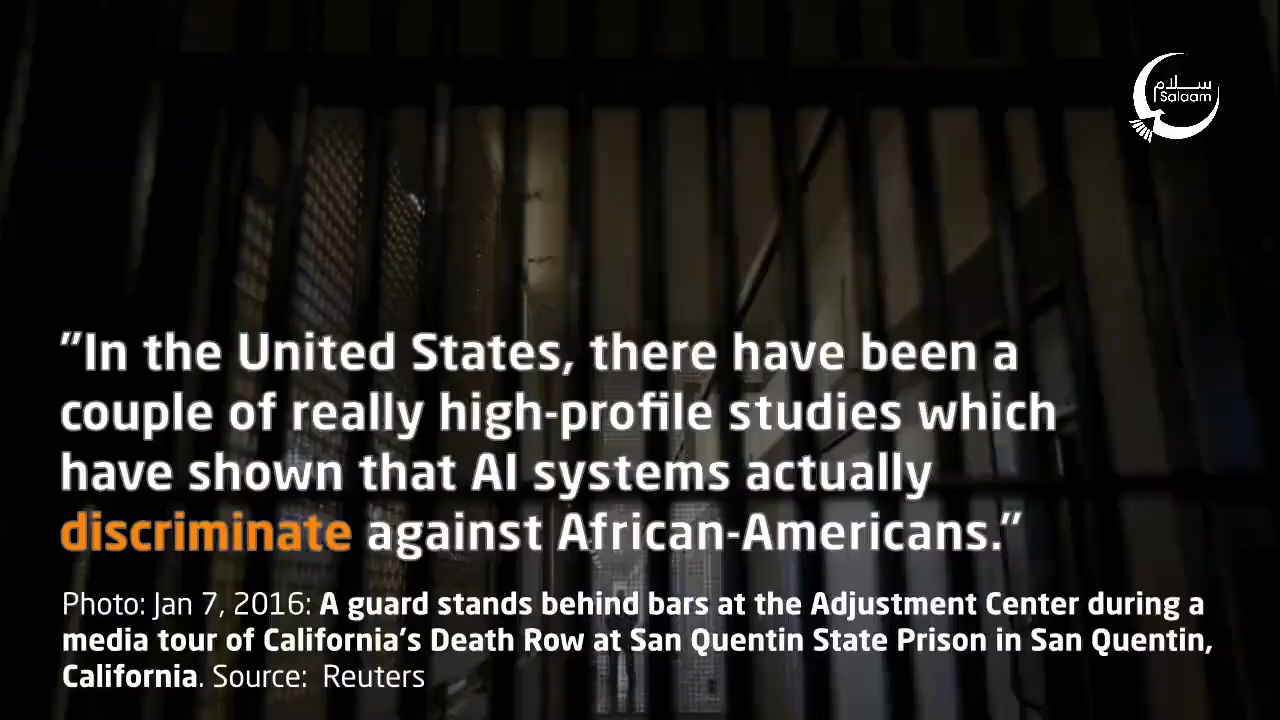 سلام
Salaam
"In the United States, there have been a
couple of really high-profile studies which
have shown that AI systems actually
discriminate against African-Americans."
Photo: Jan 7, 2016: A guard stands behind bars at the Adjustment Center during a
media tour of California's Death Row at San Quentin State Prison in San Quentin,
California. Source: Reuters